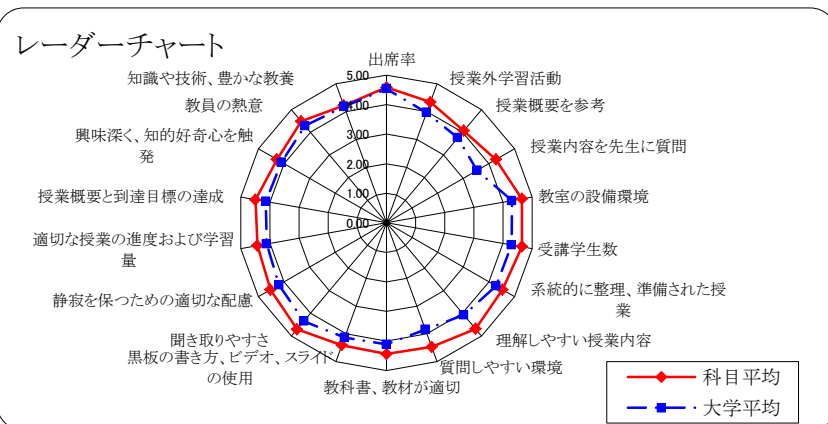 レーダーチャート
出席率
授業外学習活動
授業概要を参考
授業内容を先生に質問
教室の設備環境
受講学生数
系統的に整理、準備された授
業
理解しやすい授業内容
質問しやすい環境
教科書、教材が適切
黒板の書き方、ビデオ、スライド
の使用
聞き取りやすさ
静寂を保つための適切な配慮
適切な授業の進度および学習
量
授業概要と到達目標の達成
興味深く、知的好奇心を触
発
教員の熱意
知識や技術、豊かな教養
5.00
4.00
3.00
2.00
1.00
0.00
科目平均
大学平均